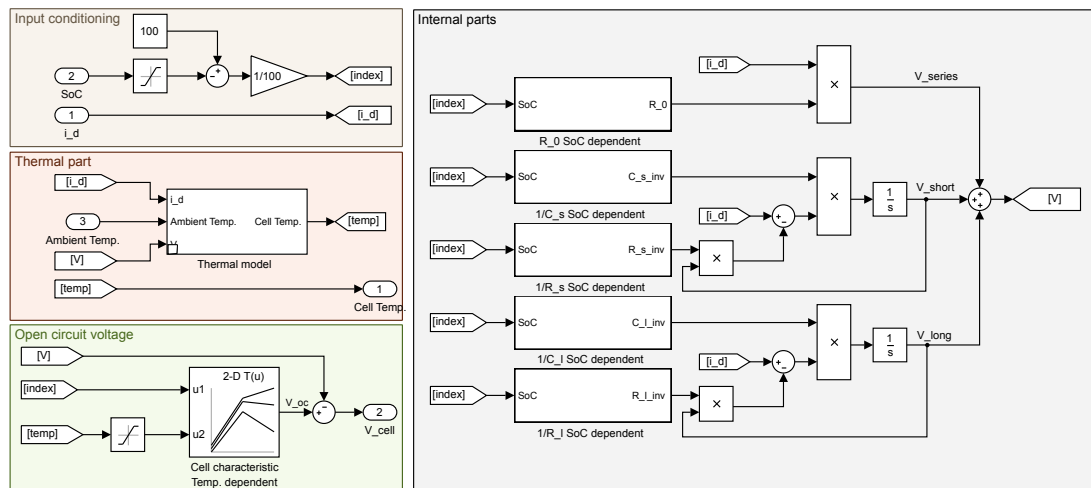 Input conditioning
100
2
SoC
1/100
[index]
1
i_d
[i_d]
Thermal part
[i_d]
3
Ambient Temp.
[V]
i_d
Ambient Temp.
V
Cell Temp.
Thermal model
[temp]
[temp]
1
Cell Temp.
Open circuit voltage
[V]
[index]
[temp]
2-D T(u)
u1
u2
Cell characteristic
Temp. dependent
V_oc
2
V_cell
Internal parts
[i_d]
×
V_series
[index]
SoC
R_0
R_0 SoC dependent
[index]
SoC
C_s_inv
1/C_s SoC dependent
[i_d]
×
1
s
V_short
[V]
[index]
SoC
R_s_inv
×
1/R_s SoC dependent
[index]
SoC
C_l_inv
1/C_l SoC dependent
[i_d]
×
1
s
V_long
[index]
SoC
R_l_inv
×
1/R_l SoC dependent